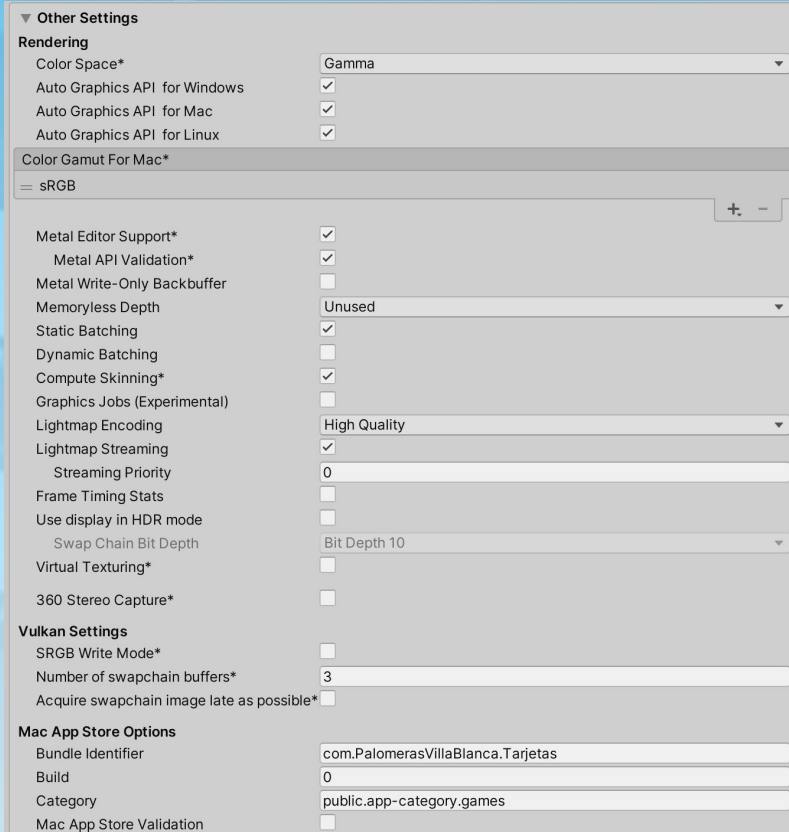 Other Settings
Rendering
Color Space* Gamma
Auto Graphics API for Windows
Auto Graphics API for Mac
Auto Graphics API for Linux
Color Gamut For Mac*
sRGB
Metal Editor Support*
Metal API Validation*
Metal Write-Only Backbuffer
Memoryless Depth Unused
Static Batching
Dynamic Batching
Compute Skinning*
Graphics Jobs (Experimental)
Lightmap Encoding High Quality
Lightmap Streaming
Streaming Priority 0
Frame Timing Stats
Use display in HDR mode
Swap Chain Bit Depth Bit Depth 10
Virtual Texturing*
360 Stereo Capture*
Vulkan Settings
SRGB Write Mode*
Number of swapchain buffers* 3
Acquire swapchain image late as possible*
Mac App Store Options
Bundle Identifier com.PalomerasVillaBlanca.Tarjetas
Build 0
Category public.app-category.games
Mac App Store Validation